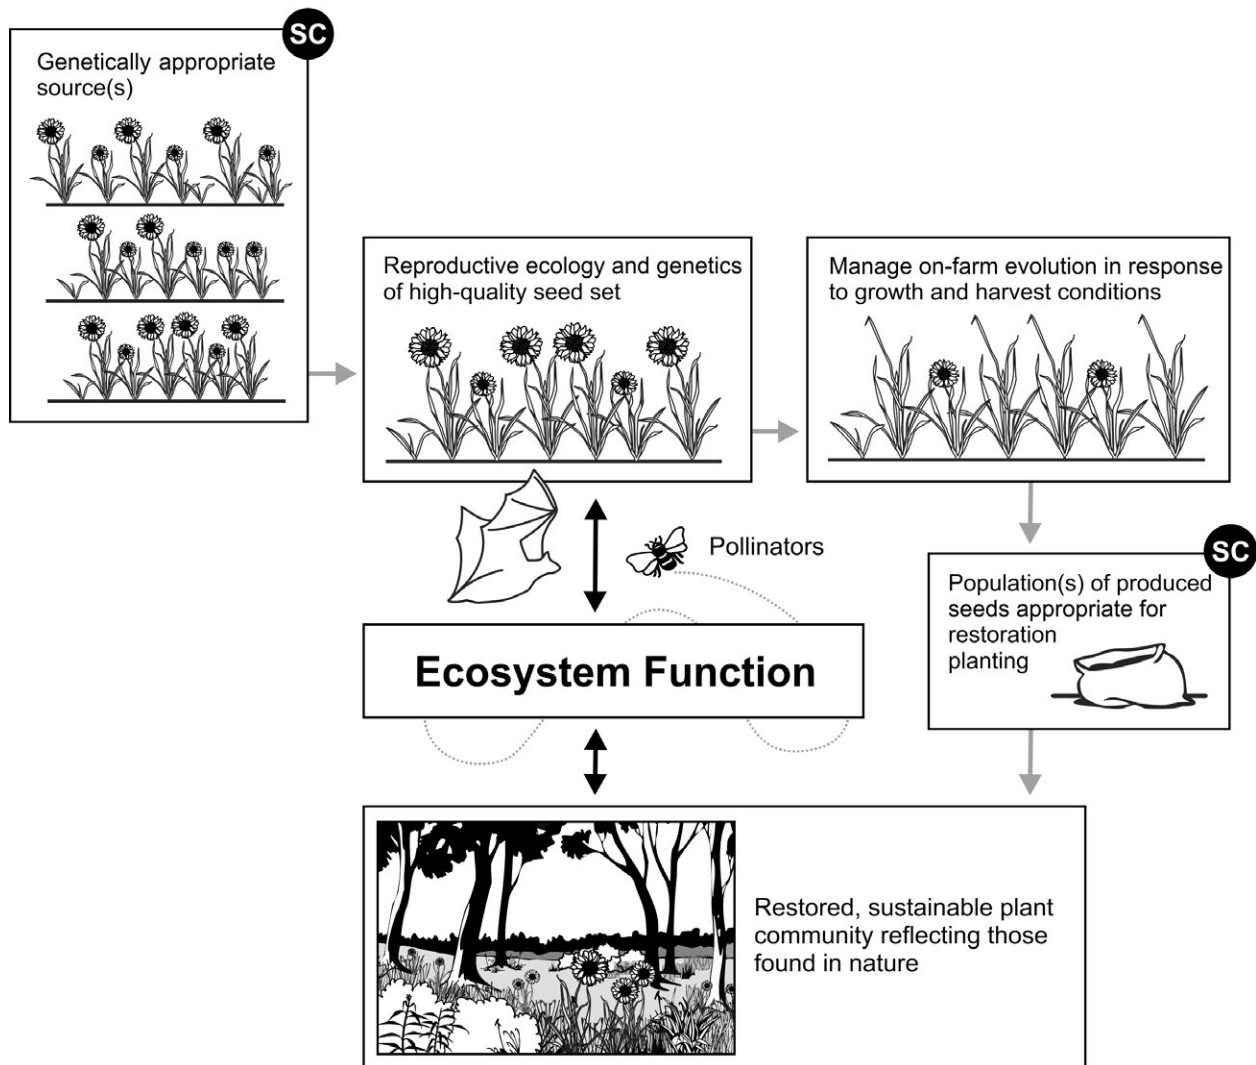 SC
Genetically appropriate
source(s)
Reproductive ecology and genetics
of high-quality seed set
Manage on-farm evolution in response
to growth and harvest conditions
Pollinators
SC
Population(s) of produced
seeds appropriate for
restoration
planting
Ecosystem Function
Restored, sustainable plant
community reflecting those
found in nature